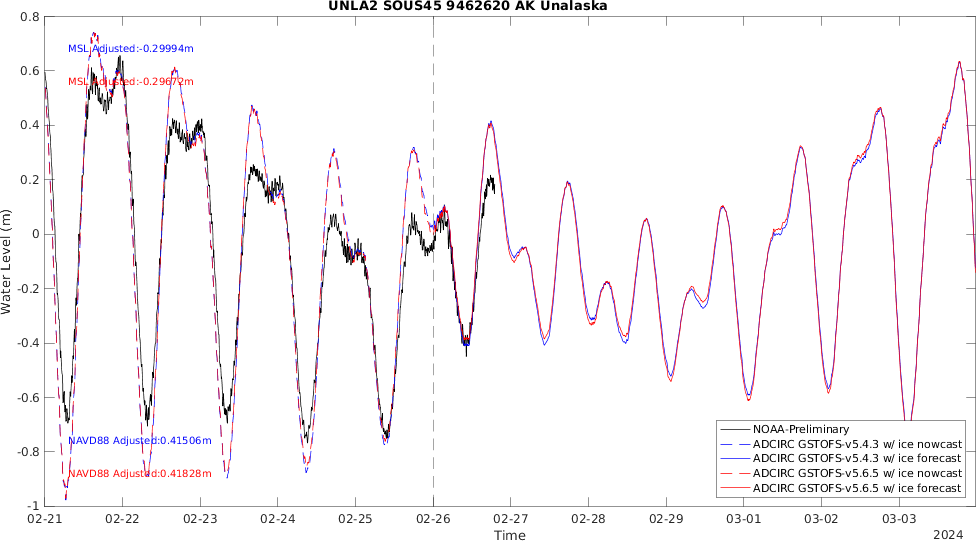 UNLA2 SOUS45 9462620 AK Unalaska
0.8
0.6
0.4
0.2
0
-0.2
-0.4
-0.6
-0.8
-1
Water Level (m)
MSL Adjusted:-0.29994m
MSL Adjusted:-0.29672m
NAVD88 Adjusted:0.41506m
NAVD88 Adjusted:0.41828m
NOAA-Preliminary
ADCIRC GSTOFS-v5.4.3 w/ ice nowcast
ADCIRC GSTOFS-v5.4.3 w/ ice forecast
ADCIRC GSTOFS-v5.6.5 w/ ice nowcast
ADCIRC GSTOFS-v5.6.5 w/ ice forecast
02-21 02-22 02-23 02-24 02-25 02-26 02-27 02-28 02-29 03-01 03-02 03-03
Time
2024